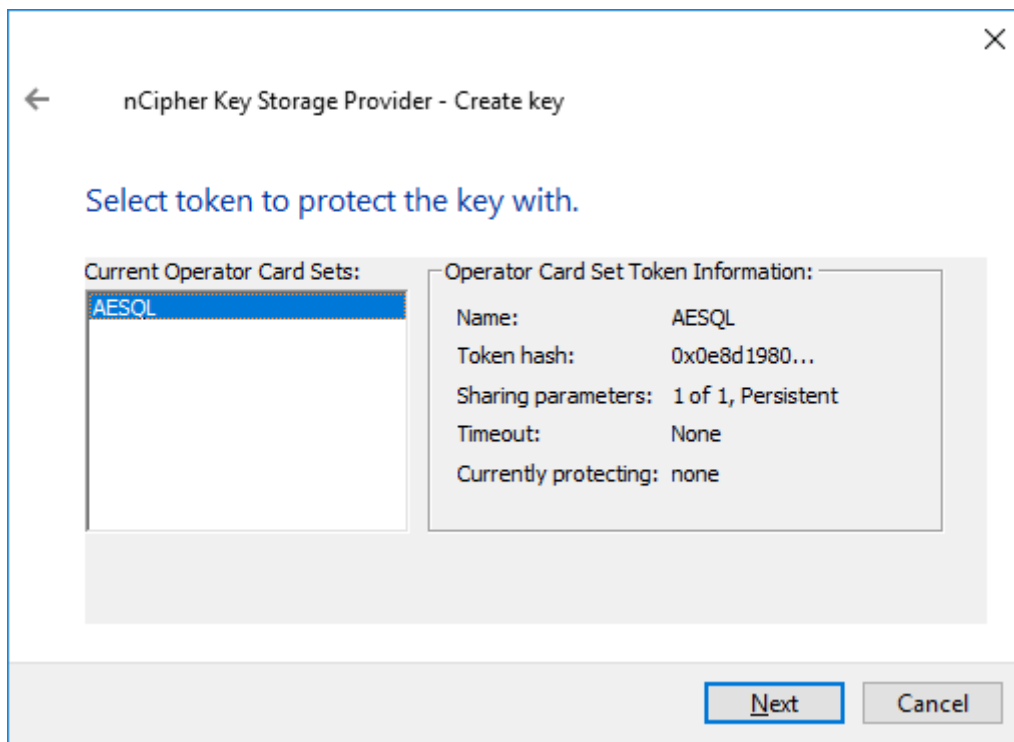 nCipher Key Storage Provider - Create key
Select token to protect the key with.
Current Operator Card Sets:
AESQL
Operator Card Set Token Information:
Name: AESQL
Token hash: 0x0e8d1980...
Sharing parameters: 1 of 1, Persistent
Timeout: None
Currently protecting: none
Next
Cancel